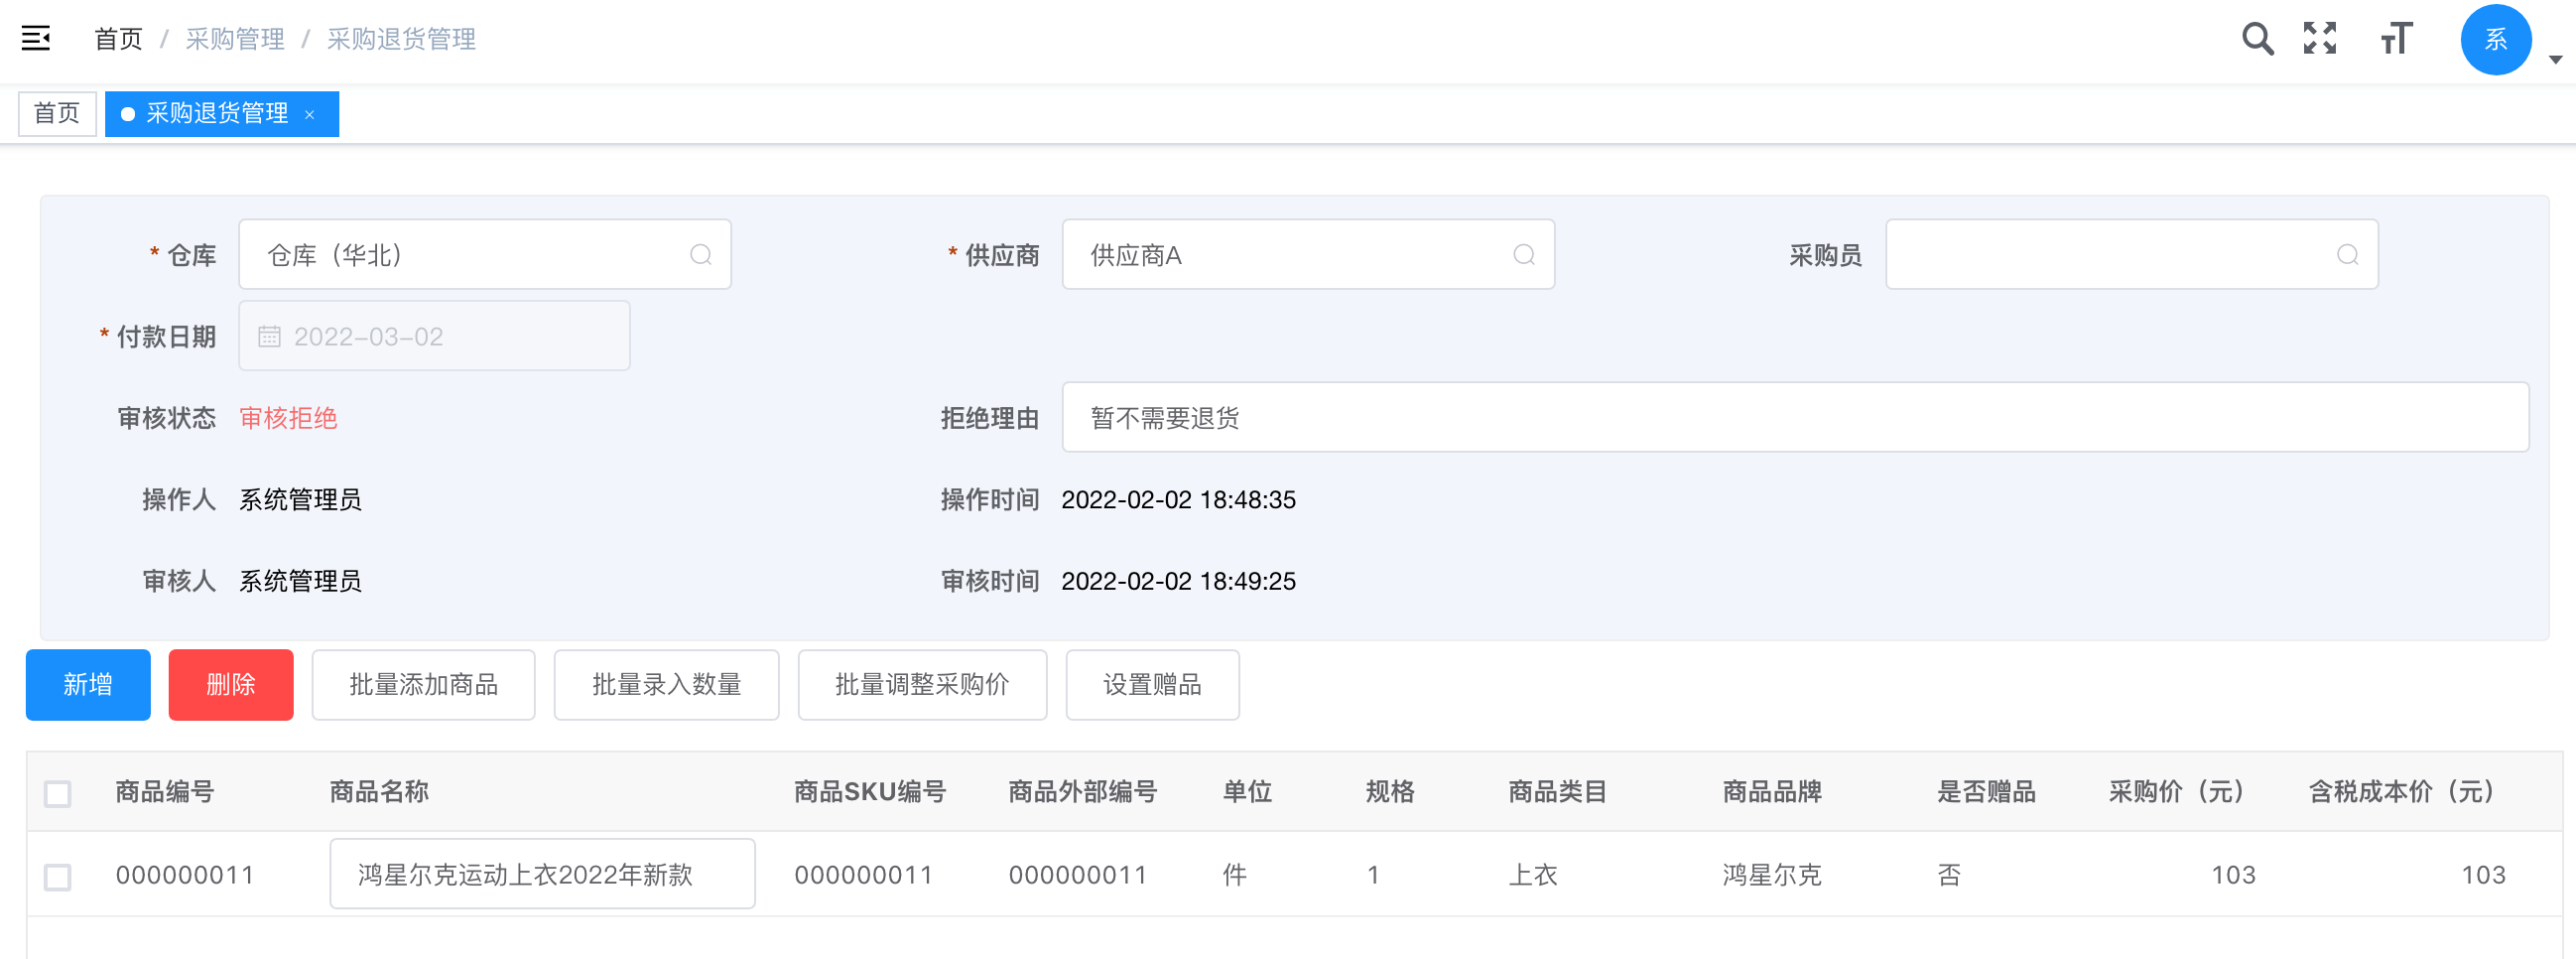 首页 / 采购管理 / 采购退货管理
系
首页
采购退货管理 ×
* 仓库 仓库（华北） * 供应商 供应商A 采购员
* 付款日期 2022-03-02
审核状态 审核拒绝 拒绝理由 暂不需要退货
操作人 系统管理员 操作时间 2022-02-02 18:48:35
审核人 系统管理员 审核时间 2022-02-02 18:49:25
新增 删除 批量添加商品 批量录入数量 批量调整采购价 设置赠品
商品编号 商品名称 商品SKU编号 商品外部编号 单位 规格 商品类目 商品品牌 是否赠品 采购价（元） 含税成本价（元）
000000011 鸿星尔克运动上衣2022年新款 000000011 000000011 件 1 上衣 鸿星尔克 否 103 103